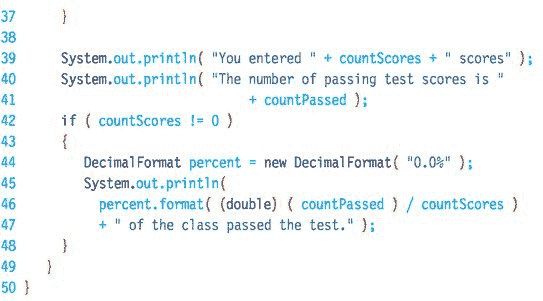 37 }
38
39 System.out.println( "You entered " + countScores + " scores" );
40 System.out.println( "The number of passing test scores is "
41 + countPassed );
42 if ( countScores != 0 )
43 {
44 DecimalFormat percent = new DecimalFormat( "0.0%" );
45 System.out.println(
46 percent.format( (double) ( countPassed ) / countScores )
47 + " of the class passed the test." );
48 }
49 }
50 }